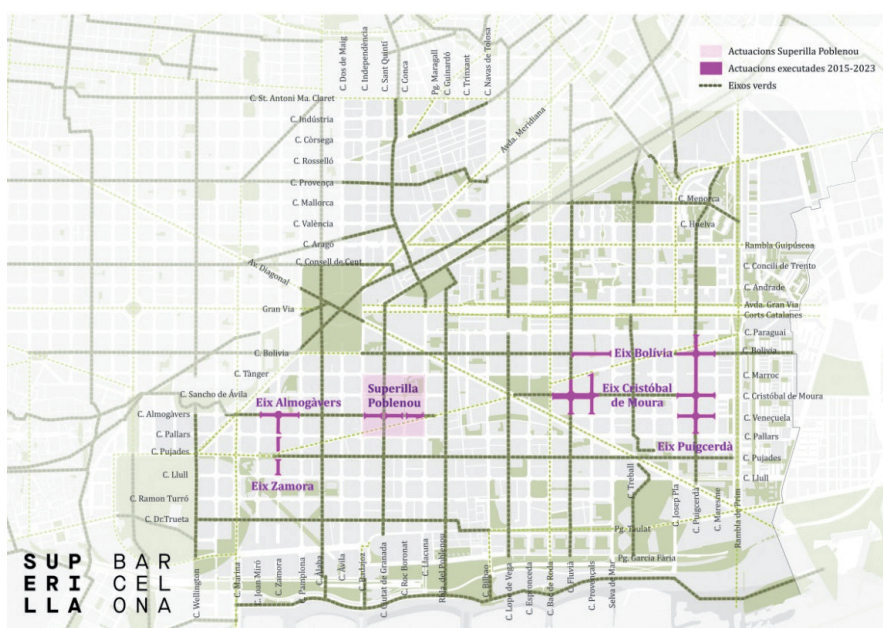 Actuacions Superilla Poblenou
Actuacions executades 2015-2023
Eixos verds
C. Dos de Maig
C. Independència
C. Sant Quintí
C. Conca
Pg. Maragall
C. Guinardó
C. Trinxant
C. Navas de Tolosa
C. St. Antoni Ma. Claret
C. Indústria
C. Còrsega
C. Rosselló
C. Provença
C. Mallorca
C. València
C. Aragó
C. Consell de Cent
Avda. Meridiana
Av. Diagonal
Gran Via
C. Bolívia
C. Tànger
C. Sancho de Ávila
C. Almogàvers
C. Pallars
C. Pujades
C. Llull
C. Ramon Turró
C. Dr.Trueta
C. Menorca
C. Huelva
Rambla Guipúscoa
C. Concili de Trento
C. Andrade
Avda. Gran Via
Corts Catalanes
C. Paraguai
C. Bolívia
C. Marroc
C. Cristóbal de Moura
C. Veneçuela
C. Pallars
C. Pujades
C. Llull
Eix Bolívia
Eix Cristóbal
de Moura
Eix Puigcerdà
Superilla
Poblenou
Eix Almogàvers
Eix Zamora
C. Treball
C. Josep Pla
C. Puigcerdà
C. Maresme
Rambla de Prim
Pg. Taulat
Pg. García Fària
C. Wellington
C. Marina
C. Joan Miró
C. Zamora
C. Pamplona
C. Àlaba
C. Àvila
C. Badajoz
C. Ciutat de Granada
C. Roc Boronat
C. Llacuna
Rbla. del Poblenou
C. Bilbao
C. Lope de Vega
C. Espronceda
C. Bac de Roda
C. Fluvià
C. Provençals
Selva de Mar
SUP BAR
ERI CEL
LLA ONA